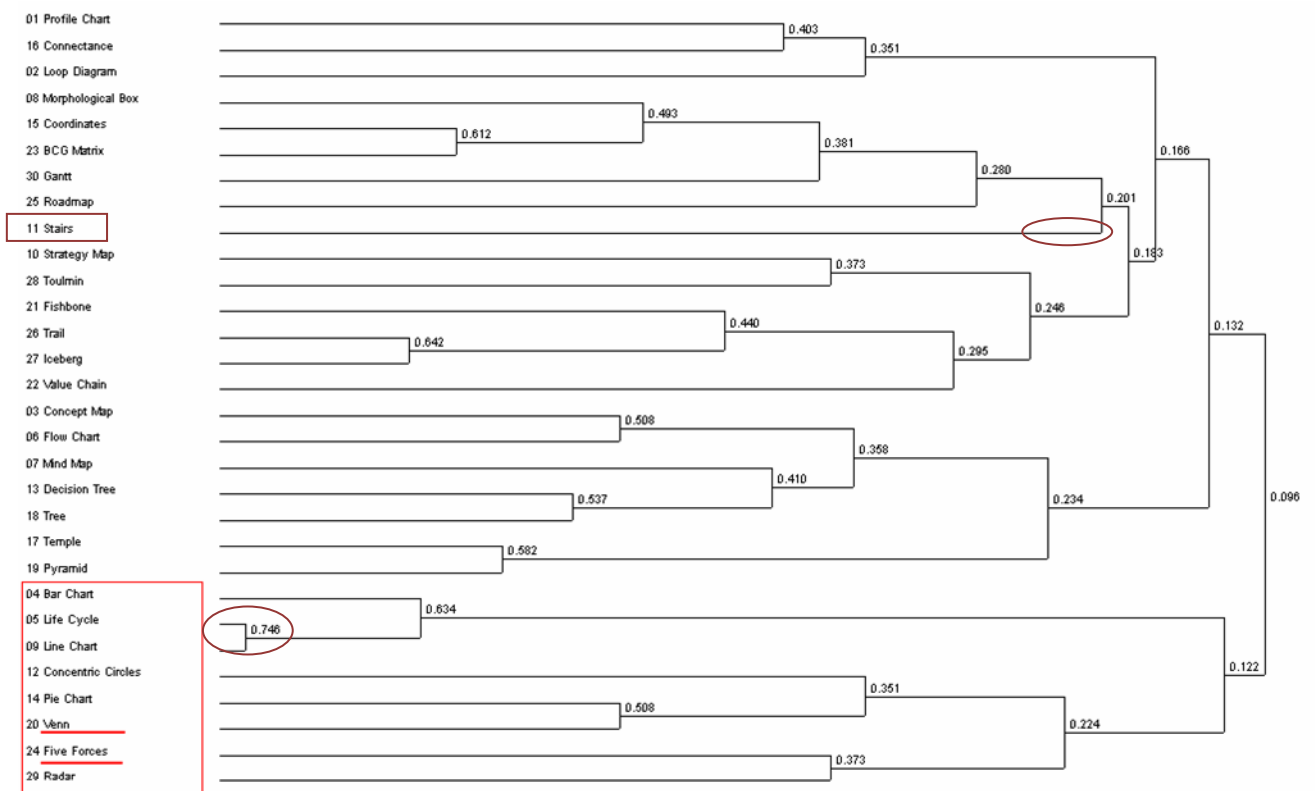 01 Profile Chart
0.403
16 Connectance
0.351
02 Loop Diagram
08 Morphological Box
0.493
15 Coordinates
0.612
0.381
23 BCG Matrix
0.166
0.280
30 Gantt
0.201
25 Roadmap
11 Stairs
10 Strategy Map
0.183
0.373
28 Toulmin
21 Fishbone
0.246
0.440
0.132
26 Trail
0.642
0.295
27 Iceberg
22 Value Chain
03 Concept Map
0.508
06 Flow Chart
0.358
07 Mind Map
0.410
13 Decision Tree
0.537
0.234
0.096
18 Tree
17 Temple
0.582
19 Pyramid
04 Bar Chart
0.634
05 Life Cycle
0.746
09 Line Chart
0.122
12 Concentric Circles
0.351
14 Pie Chart
0.508
20 Venn
0.224
24 Five Forces
0.373
29 Radar